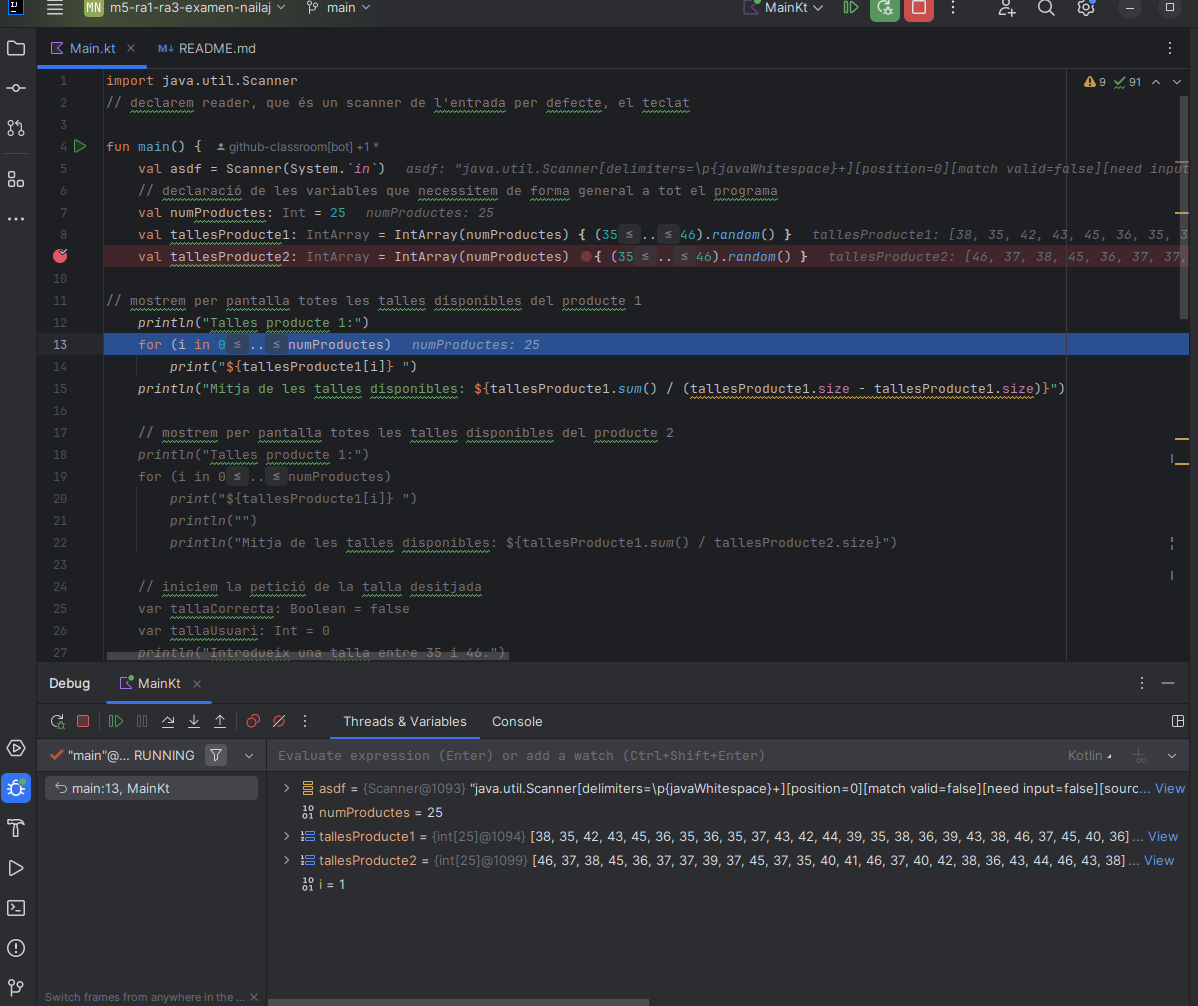 MN m5-ra1-ra3-examen-nailaj main MainKt
Main.kt README.md
9 91
1 import java.util.Scanner
2 // declarem reader, que és un scanner de l'entrada per defecte, el teclat
3
4 fun main() { github-classroom[bot] +1 *
5 val asdf = Scanner(System.`in`) asdf: "java.util.Scanner[delimiters=\p{javaWhitespace}+][position=0][match valid=false][need input
6 // declaració de les variables que necessitem de forma general a tot el programa
7 val numProductes: Int = 25 numProductes: 25
8 val tallesProducte1: IntArray = IntArray(numProductes) { (35 ≤ .. ≤ 46).random() } tallesProducte1: [38, 35, 42, 43, 45, 36, 35, 3
val tallesProducte2: IntArray = IntArray(numProductes) { (35 ≤ .. ≤ 46).random() } tallesProducte2: [46, 37, 38, 45, 36, 37, 37,
10
11 // mostrem per pantalla totes les talles disponibles del producte 1
12 println("Talles producte 1:")
13 for (i in 0 ≤ .. ≤ numProductes) numProductes: 25
14 print("${tallesProducte1[i]} ")
15 println("Mitja de les talles disponibles: ${tallesProducte1.sum() / (tallesProducte1.size - tallesProducte1.size)}")
16
17 // mostrem per pantalla totes les talles disponibles del producte 2
18 println("Talles producte 1:")
19 for (i in 0 ≤ .. ≤ numProductes)
20 print("${tallesProducte1[i]} ")
21 println("")
22 println("Mitja de les talles disponibles: ${tallesProducte1.sum() / tallesProducte2.size}")
23
24 // iniciem la petició de la talla desitjada
25 var tallaCorrecta: Boolean = false
26 var tallaUsuari: Int = 0
27 println("Introdueix una talla entre 35 i 46.")
Debug MainKt
Threads & Variables Console
"main"@... RUNNING Evaluate expression (Enter) or add a watch (Ctrl+Shift+Enter) Kotlin
main:13, MainKt
asdf = {Scanner@1093} "java.util.Scanner[delimiters=\p{javaWhitespace}+][position=0][match valid=false][need input=false][sourc... View
numProductes = 25
tallesProducte1 = {int[25]@1094} [38, 35, 42, 43, 45, 36, 35, 36, 35, 37, 43, 42, 44, 39, 35, 38, 36, 39, 43, 38, 46, 37, 45, 40, 36] ... View
tallesProducte2 = {int[25]@1099} [46, 37, 38, 45, 36, 37, 37, 39, 37, 45, 37, 35, 40, 41, 46, 37, 40, 42, 38, 36, 43, 44, 46, 43, 38] ... View
i = 1
Switch frames from anywhere in the ...